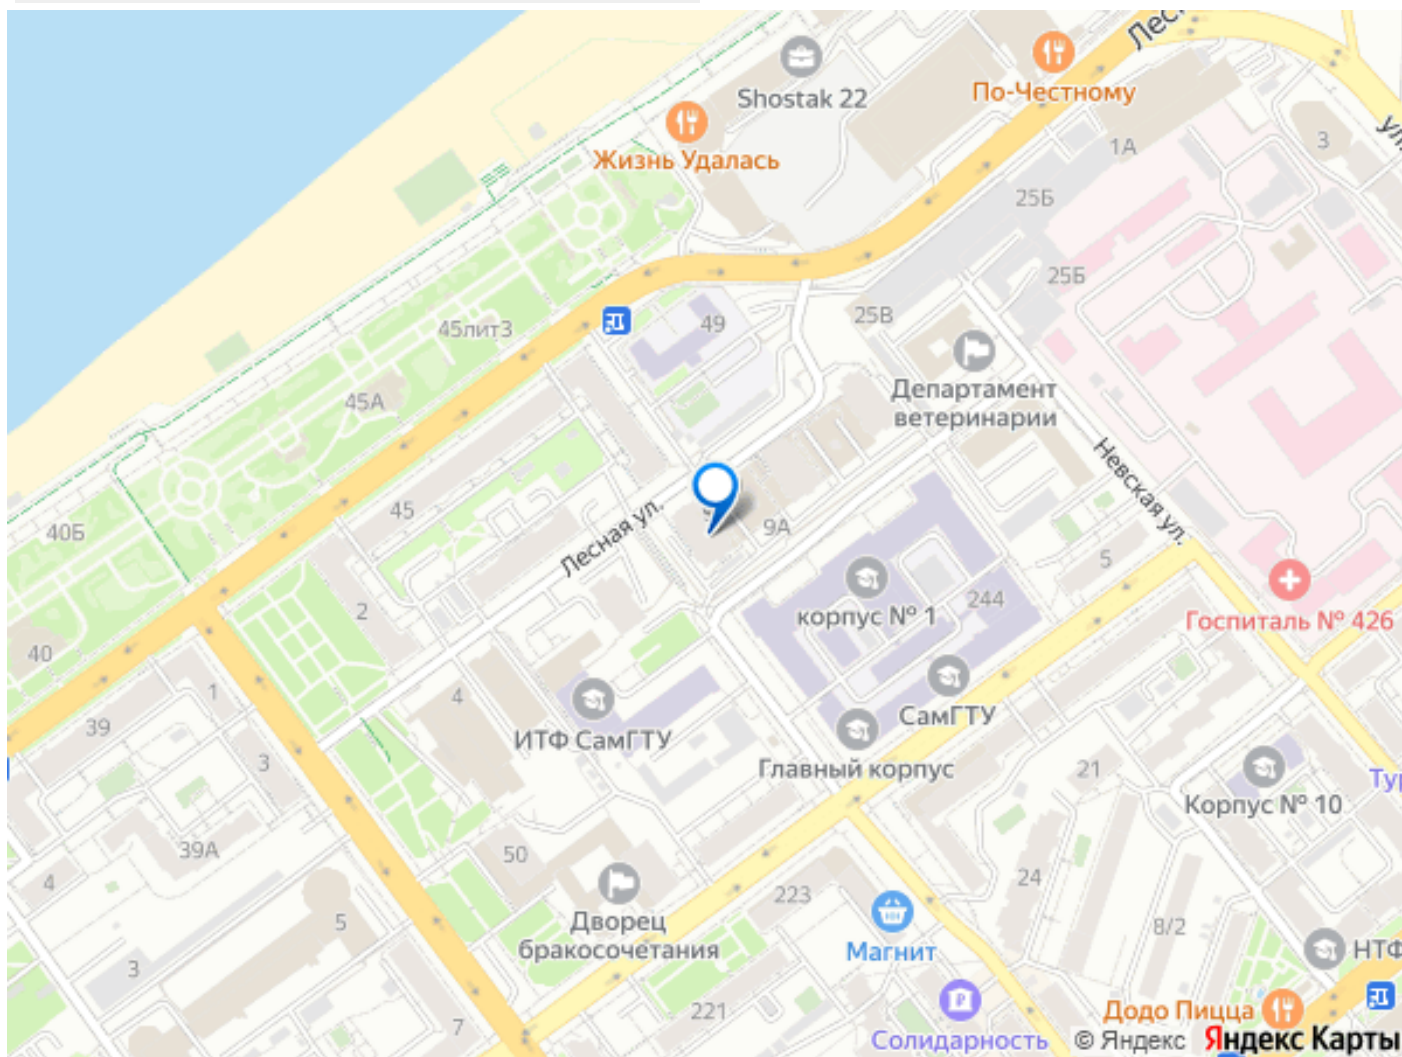 Лес
Shostak 22
По-Честному
Жизнь Удалась
ул.
3
1А
25Б
25Б
45лит3
49
25В
Департамент
ветеринарии
45А
Невская ул.
40Б
45
Лесная ул.
9А
5
2
корпус № 1
244
Госпиталь № 426
40
1
4
СамГТУ
39
ИТФ СамГТУ
3
Главный корпус
21
Тур
Корпус № 10
39А
50
4
24
5
Дворец
бракосочетания
223
Магнит
8/2
НТФ
3
7
221
Додо Пицца
Солидарность
© Яндекс Яндекс Карты